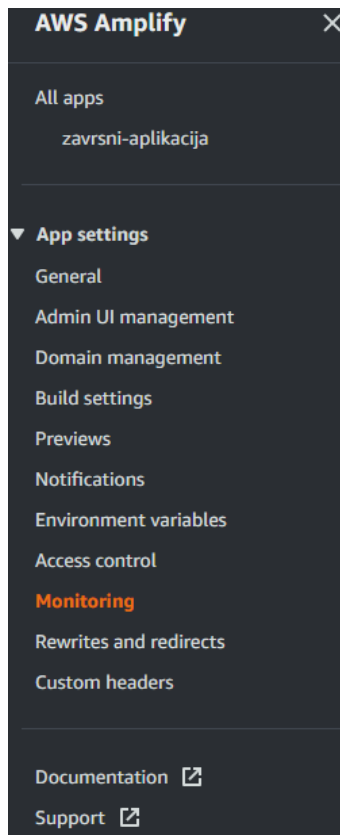 AWS Amplify
All apps
zavrsni-aplikacija
App settings
General
Admin UI management
Domain management
Build settings
Previews
Notifications
Environment variables
Access control
Monitoring
Rewrites and redirects
Custom headers
Documentation
Support